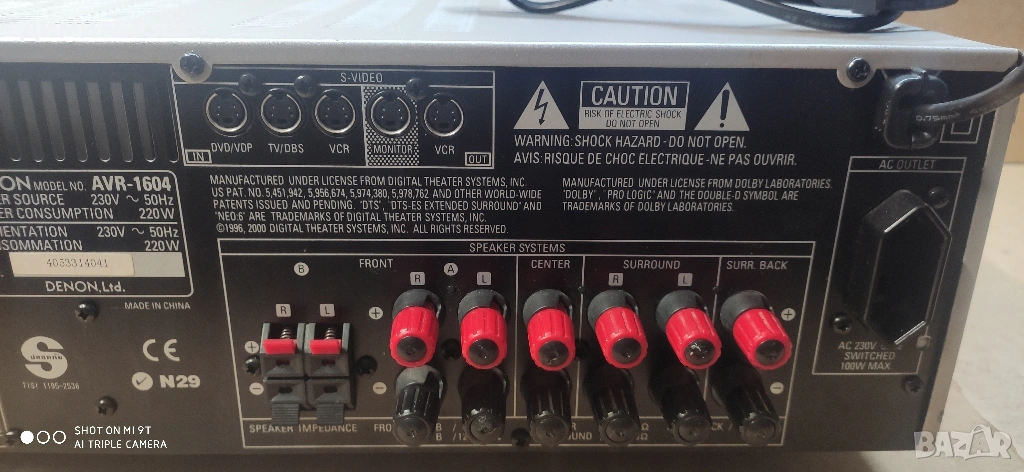 S-VIDEO
DVD/VDP TV/DBS VCR MONITOR VCR
IN OUT
CAUTION
RISK OF ELECTRIC SHOCK
DO NOT OPEN
WARNING: SHOCK HAZARD - DO NOT OPEN.
AVIS: RISQUE DE CHOC ELECTRIQUE - NE PAS OUVRIR.
MODEL NO. AVR-1604
230V ~ 50Hz
CONSUMPTION 220W
230V ~ 50Hz
220W
4033314041
DENON, Ltd.
MADE IN CHINA
N29
MANUFACTURED UNDER LICENSE FROM DIGITAL THEATER SYSTEMS, INC.
US PAT. NO. 5,451,942, 5,956,674, 5,974,380, 5,978,762 AND OTHER WORLD-WIDE
PATENTS ISSUED AND PENDING. "DTS", "DTS-ES EXTENDED SURROUND" AND
"NEO:6" ARE TRADEMARKS OF DIGITAL THEATER SYSTEMS, INC.
©1996, 2000 DIGITAL THEATER SYSTEMS, INC. ALL RIGHTS RESERVED.
MANUFACTURED UNDER LICENSE FROM DOLBY LABORATORIES.
"DOLBY", "PRO LOGIC" AND THE DOUBLE-D SYMBOL ARE
TRADEMARKS OF DOLBY LABORATORIES.
AC OUTLET
AC 230V
SWITCHED
100W MAX.
SPEAKER SYSTEMS
B FRONT A CENTER SURROUND SURR. BACK
R L R L R L
+ + +
− − −
SPEAKER IMPEDANCE
SHOT ON MI 9T
AI TRIPLE CAMERA
BAZAR.bg